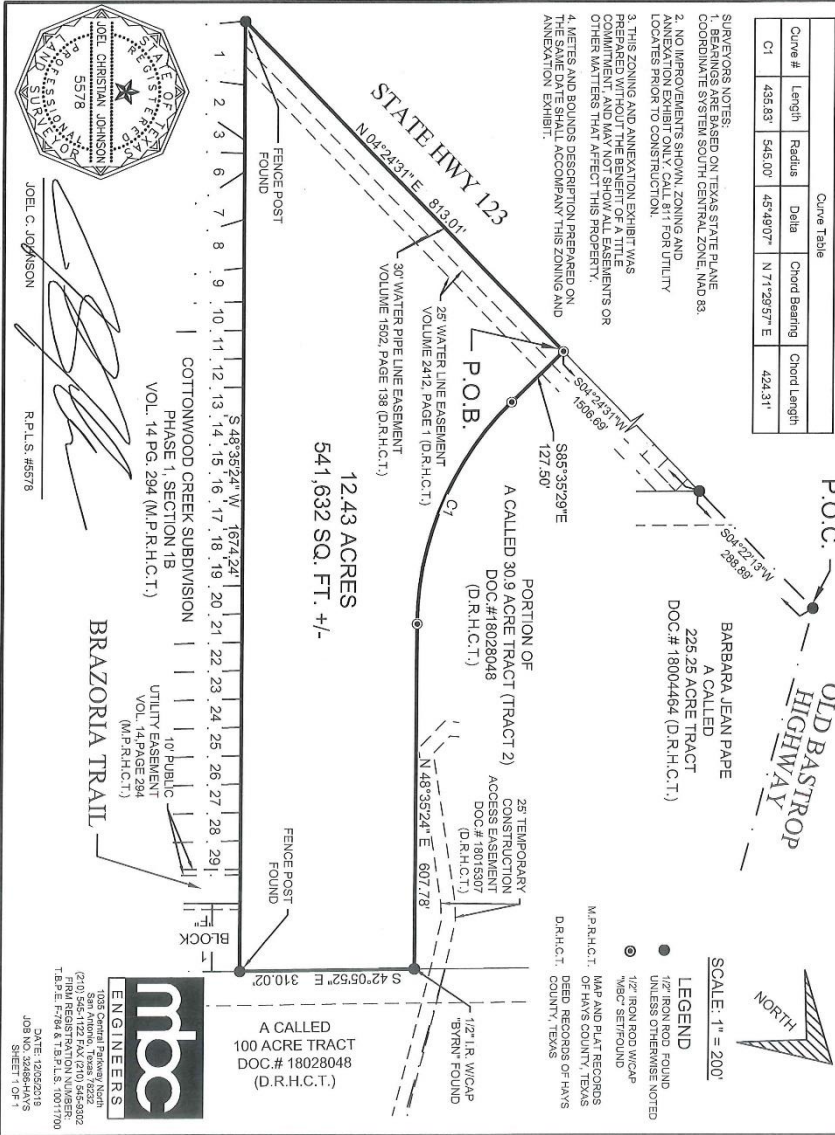 Curve Table
Curve # Length Radius Delta Chord Bearing Chord Length
C1 435.83' 545.00' 45°49'07" N 71°29'57" E 424.31'
SURVEYORS NOTES:
1. BEARINGS ARE BASED ON TEXAS STATE PLANE
COORDINATE SYSTEM SOUTH CENTRAL ZONE, NAD 83.
2. NO IMPROVEMENTS SHOWN. ZONING AND
ANNEXATION EXHIBIT ONLY. CALL 811 FOR UTILITY
LOCATES PRIOR TO CONSTRUCTION.
3. THIS ZONING AND ANNEXATION EXHIBIT WAS
PREPARED WITHOUT THE BENEFIT OF A TITLE
COMMITMENT, AND MAY NOT SHOW ALL EASEMENTS OR
OTHER MATTERS THAT AFFECT THIS PROPERTY.
4. METES AND BOUNDS DESCRIPTION PREPARED ON
THE SAME DATE SHALL ACCOMPANY THIS ZONING AND
ANNEXATION EXHIBIT.
P.O.C.
OLD BASTROP
HIGHWAY
NORTH
SCALE: 1" = 200'
LEGEND
1/2" IRON ROD FOUND
UNLESS OTHERWISE NOTED
1/2" IRON ROD W/CAP
"MBC" SET/FOUND
M.P.R.H.C.T. MAP AND PLAT RECORDS
OF HAYS COUNTY, TEXAS
D.R.H.C.T. DEED RECORDS OF HAYS
COUNTY, TEXAS
S04°22'13"W
288.89'
BARBARA JEAN PAPE
A CALLED
225.25 ACRE TRACT
DOC.# 18004464 (D.R.H.C.T.)
S04°24'31"W
1506.69'
S85°35'29"E
127.50'
STATE HWY 123
N 04°24'31" E 813.01'
P.O.B.
C1
25' WATER LINE EASEMENT
VOLUME 2412, PAGE 1 (D.R.H.C.T.)
30' WATER PIPE LINE EASEMENT
VOLUME 1502, PAGE 138 (D.R.H.C.T.)
PORTION OF
A CALLED 30.9 ACRE TRACT (TRACT 2)
DOC.#18028048
(D.R.H.C.T.)
25' TEMPORARY
CONSTRUCTION
ACCESS EASEMENT
DOC.# 18015307
(D.R.H.C.T.)
N 48°35'24" E 607.78'
1/2" I.R. W/CAP
"BYRN" FOUND
12.43 ACRES
541,632 SQ. FT. +/-
S 42°05'52" E 310.02'
A CALLED
100 ACRE TRACT
DOC.# 18028048
(D.R.H.C.T.)
FENCE POST
FOUND
FENCE POST
FOUND
S 48°35'24" W 1674.24'
1 2 3 6 7 8 9 10 11 12 13 14 15 16 17 18 19 20 21 22 23 24 25 26 27 28 29
BLOCK
"E"
1
COTTONWOOD CREEK SUBDIVISION
PHASE 1, SECTION 1B
VOL. 14 PG. 294 (M.P.R.H.C.T.)
10' PUBLIC
UTILITY EASEMENT
VOL. 14,PAGE 294
(M.P.R.H.C.T.)
BRAZORIA TRAIL
STATE OF TEXAS
REGISTERED
JOEL CHRISTIAN JOHNSON
5578
PROFESSIONAL
LAND SURVEYOR
JOEL C. JOHNSON R.P.L.S. #5578
mbc
ENGINEERS
1035 Central Parkway North
San Antonio, Texas 78232
(210) 545-1122 FAX (210) 545-9302
FIRM REGISTRATION NUMBER:
T.B.P.E. F-784 & T.B.P.L.S. 10011700
DATE: 12/05/2019
JOB NO. 32486-HAYS
SHEET 1 OF 1